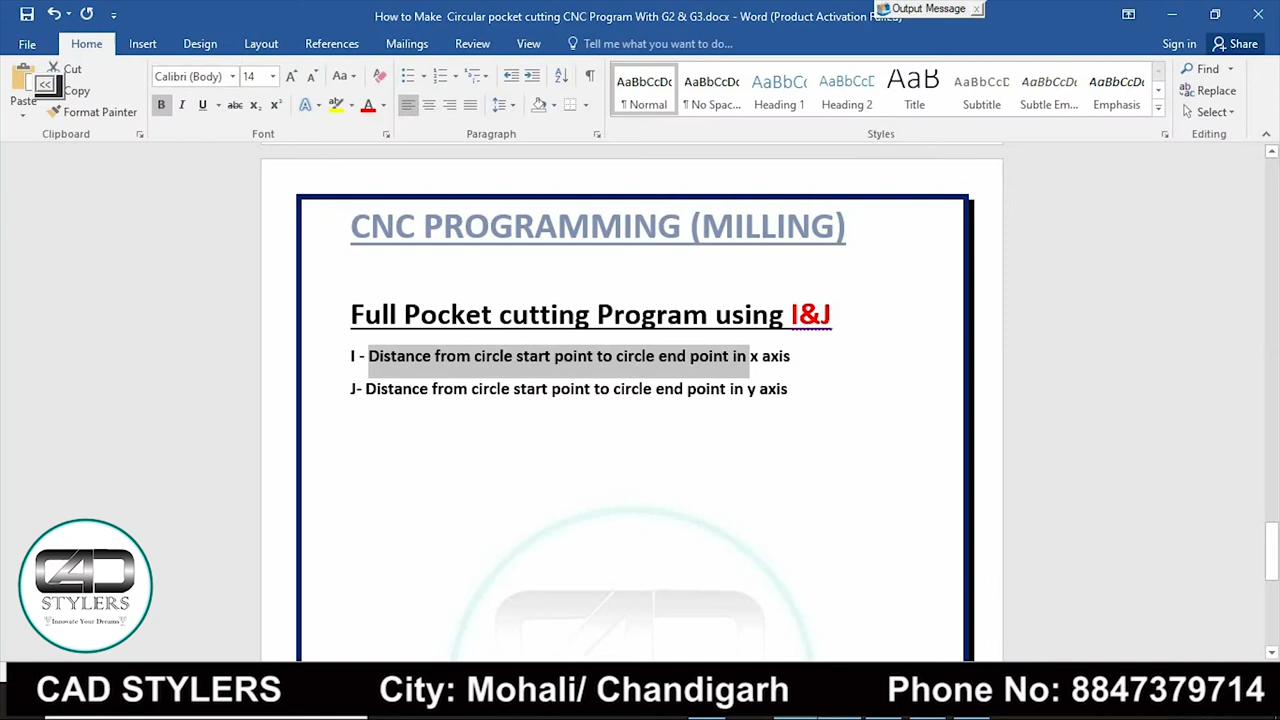 How to Make Circular pocket cutting CNC Program With G2 & G3.docx - Word (Product Activation Failed)
Output Message
File Home Insert Design Layout References Mailings Review View Tell me what you want to do... Sign in Share
Paste
Cut
Copy
Format Painter
Clipboard
Calibri (Body) 14
Font
Paragraph
AaBbCcDc AaBbCcDc AaBbCc AaBbCcD AaB AaBbCcD AaBbCcDc AaBbCcDc
¶ Normal ¶ No Spac... Heading 1 Heading 2 Title Subtitle Subtle Em... Emphasis
Styles
Find
Replace
Select
Editing
CNC PROGRAMMING (MILLING)
Full Pocket cutting Program using I&J
I - Distance from circle start point to circle end point in x axis
J- Distance from circle start point to circle end point in y axis
CAD
STYLERS
Innovate Your Dreams
CAD STYLERS City: Mohali/ Chandigarh Phone No: 8847379714